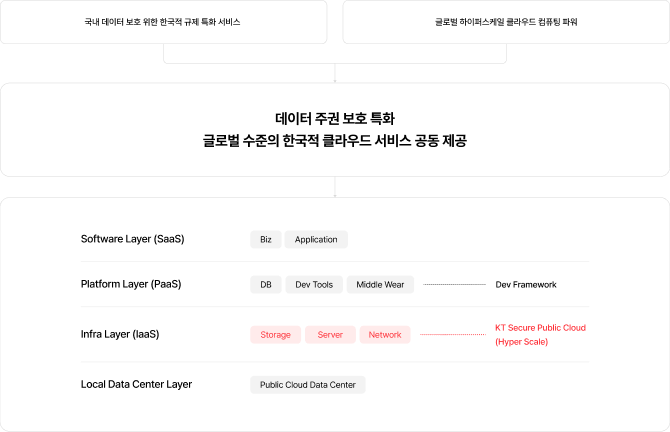 국내 데이터 보호 위한 한국적 규제 특화 서비스
글로벌 하이퍼스케일 클라우드 컴퓨팅 파워
데이터 주권 보호 특화
글로벌 수준의 한국적 클라우드 서비스 공동 제공
Software Layer (SaaS)
Biz
Application
Platform Layer (PaaS)
DB
Dev Tools
Middle Wear
Dev Framework
Infra Layer (IaaS)
Storage
Server
Network
KT Secure Public Cloud
(Hyper Scale)
Local Data Center Layer
Public Cloud Data Center